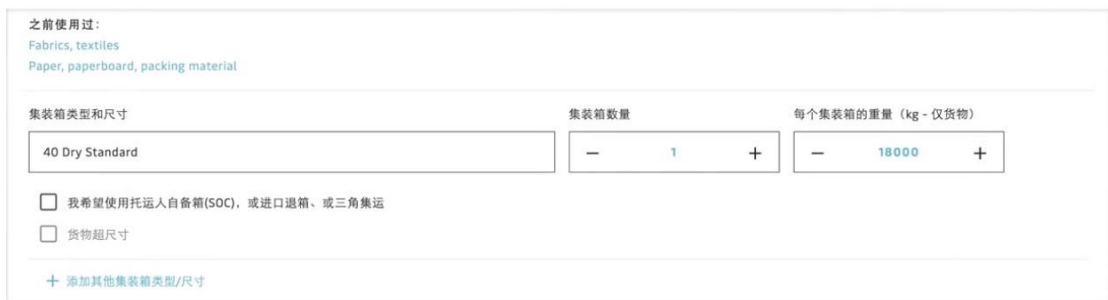 之前使用过：
Fabrics, textiles
Paper, paperboard, packing material
集装箱类型和尺寸 集装箱数量 每个集装箱的重量（kg - 仅货物）
40 Dry Standard — 1 + — 18000 +
我希望使用托运人自备箱(SOC)，或进口退箱、或三角集运
货物超尺寸
+ 添加其他集装箱类型/尺寸